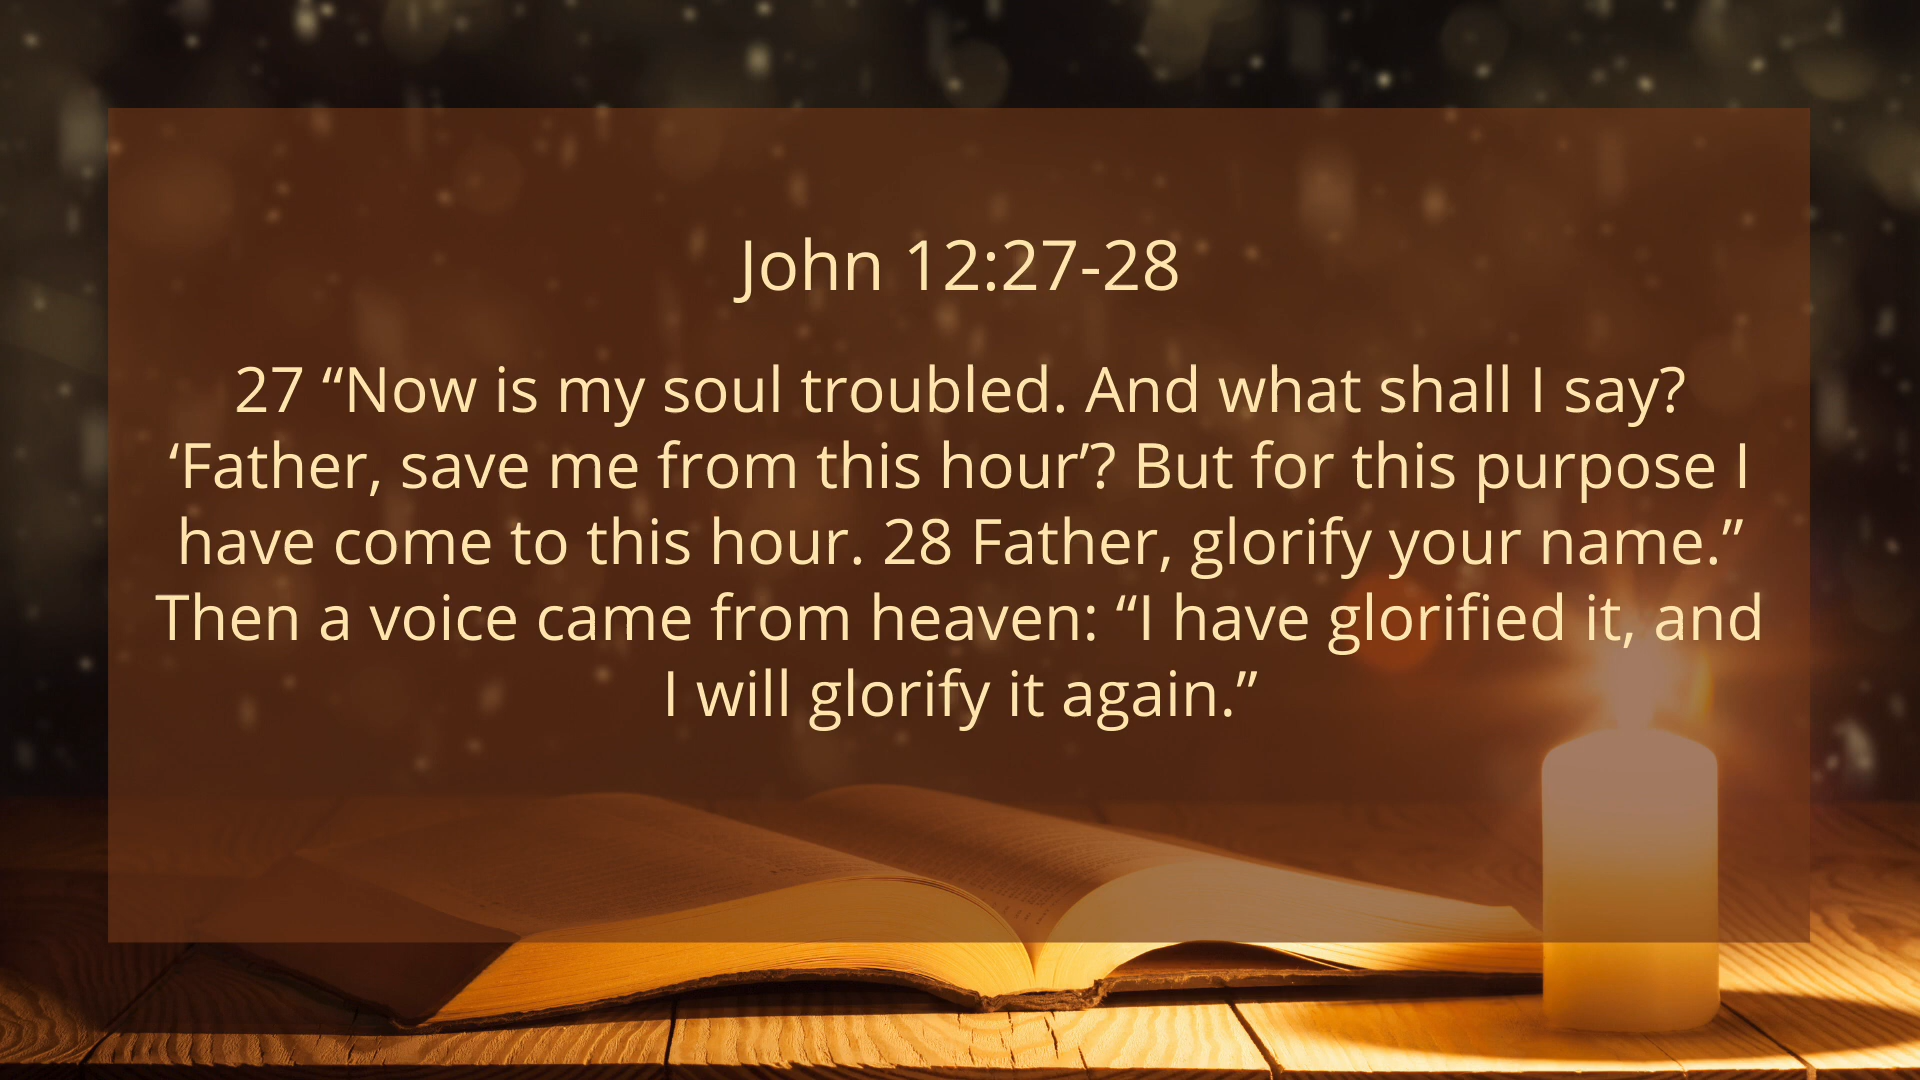 John 12:27-28
27 “Now is my soul troubled. And what shall I say?
‘Father, save me from this hour’? But for this purpose I
have come to this hour. 28 Father, glorify your name.”
Then a voice came from heaven: “I have glorified it, and
I will glorify it again.”